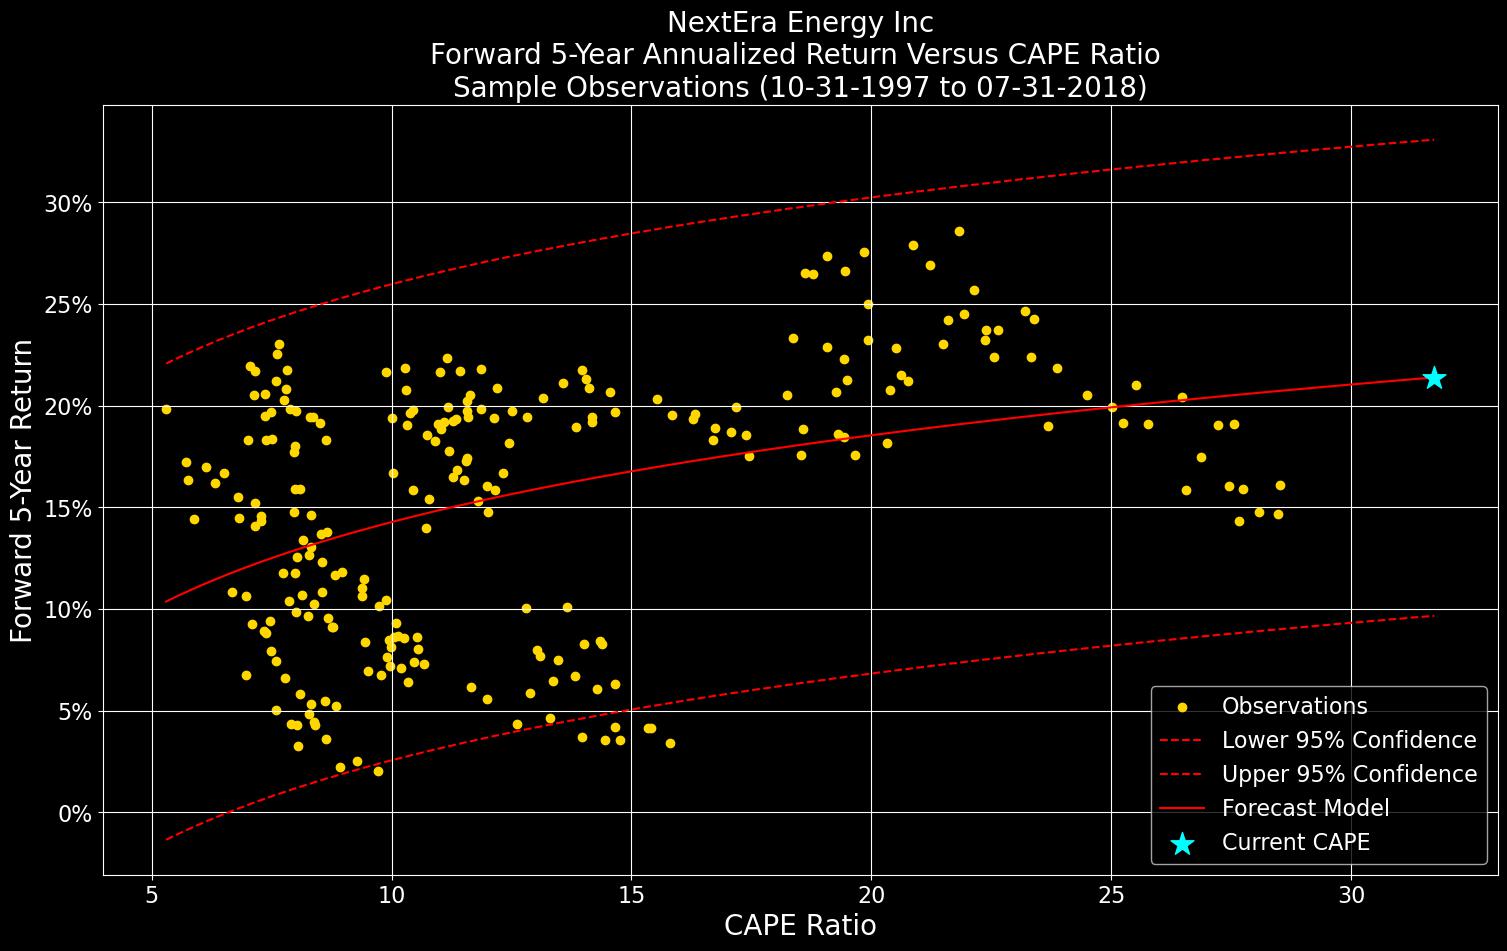 NextEra Energy Inc
Forward 5-Year Annualized Return Versus CAPE Ratio
Sample Observations (10-31-1997 to 07-31-2018)
Forward 5-Year Return
30%
25%
20%
15%
10%
5%
0%
Observations
Lower 95% Confidence
Upper 95% Confidence
Forecast Model
Current CAPE
5 10 15 20 25 30
CAPE Ratio